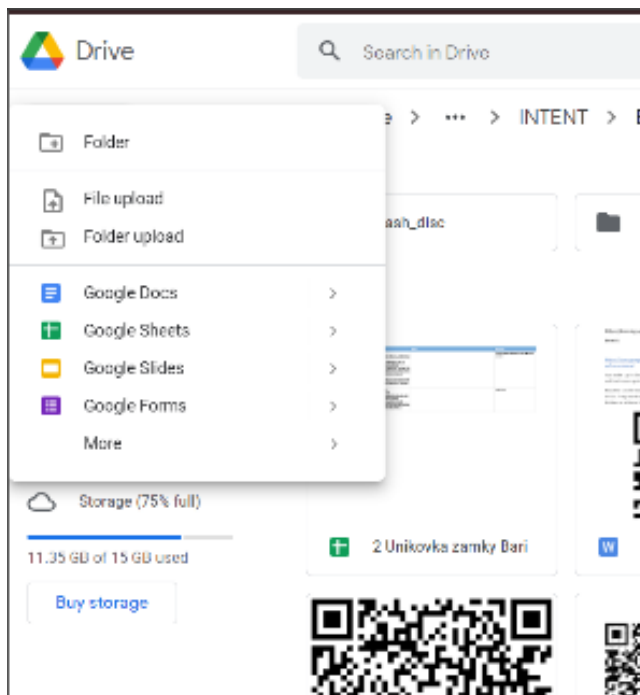 Drive
Search in Drive
> ... > INTENT >
Folder
File upload
Folder upload
ash_disc
Google Docs
Google Sheets
Google Slides
Google Forms
More
Storage (75% full)
11.35 GB of 15 GB used
2 Unikovka zamky Bari
W
Buy storage